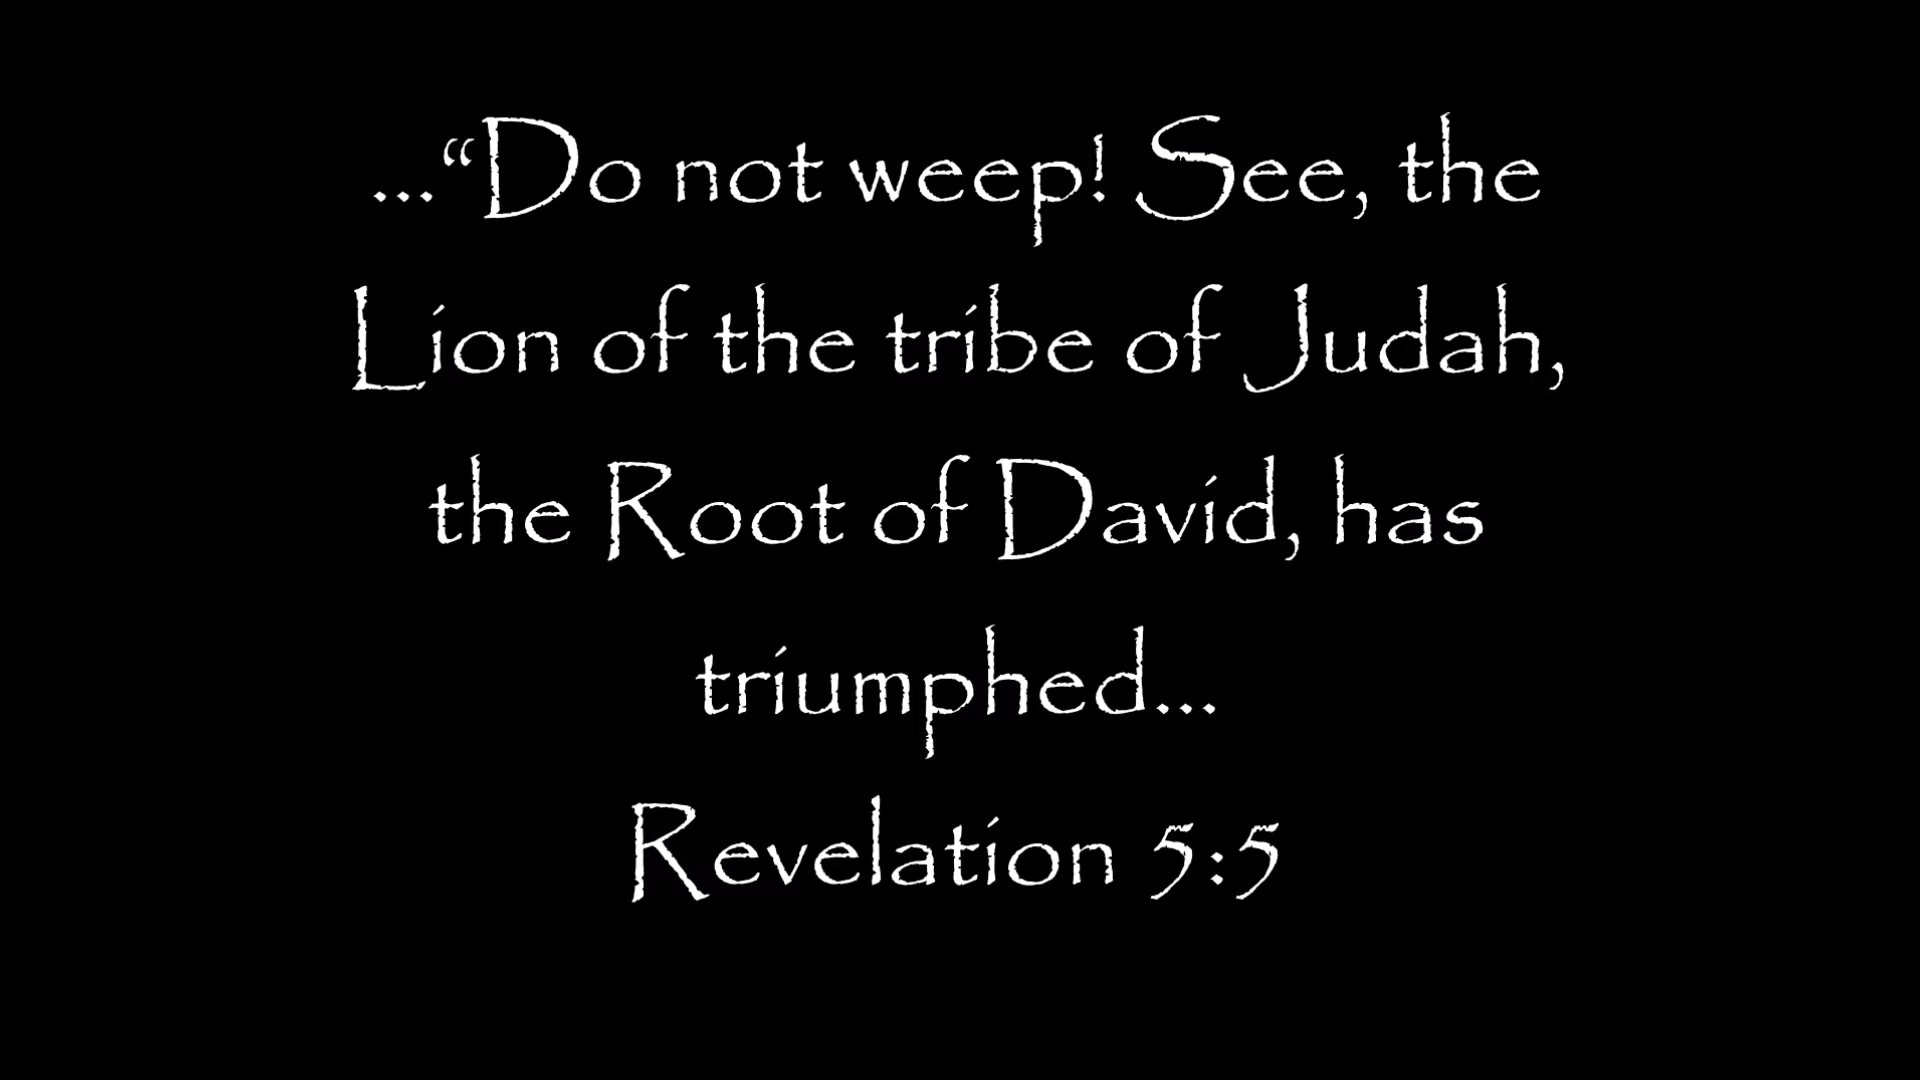 …“Do not weep! See, the
Lion of the tribe of Judah,
the Root of David, has
triumphed…
Revelation 5:5